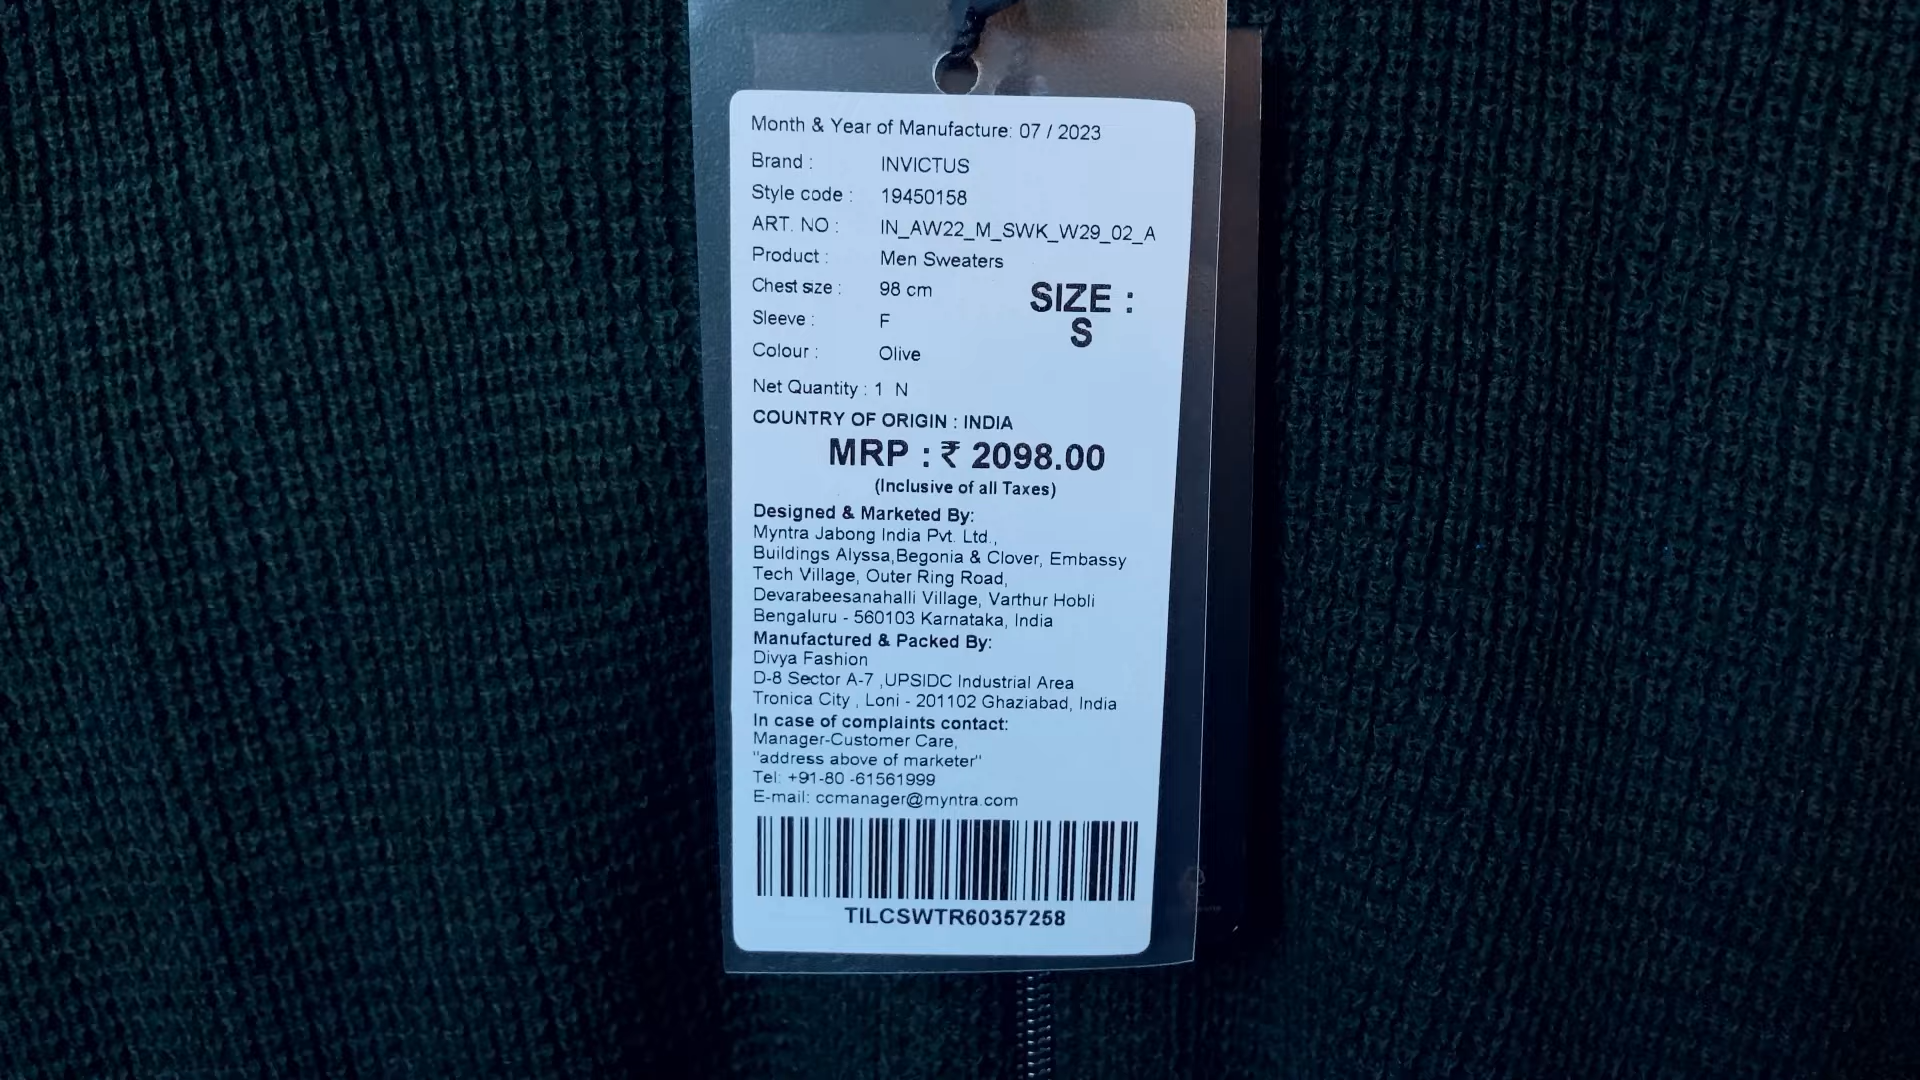 Month & Year of Manufacture: 07 / 2023
Brand : INVICTUS
Style code : 19450158
ART. NO : IN_AW22_M_SWK_W29_02_A
Product : Men Sweaters
Chest size : 98 cm
SIZE :
S
Sleeve : F
Colour : Olive
Net Quantity : 1 N
COUNTRY OF ORIGIN : INDIA
MRP : ₹ 2098.00
(Inclusive of all Taxes)
Designed & Marketed By:
Myntra Jabong India Pvt. Ltd.,
Buildings Alyssa,Begonia & Clover, Embassy
Tech Village, Outer Ring Road,
Devarabeesanahalli Village, Varthur Hobli
Bengaluru - 560103 Karnataka, India
Manufactured & Packed By:
Divya Fashion
D-8 Sector A-7 ,UPSIDC Industrial Area
Tronica City , Loni - 201102 Ghaziabad, India
In case of complaints contact:
Manager-Customer Care,
"address above of marketer"
Tel: +91-80 -61561999
E-mail: ccmanager@myntra.com
TILCSWTR60357258